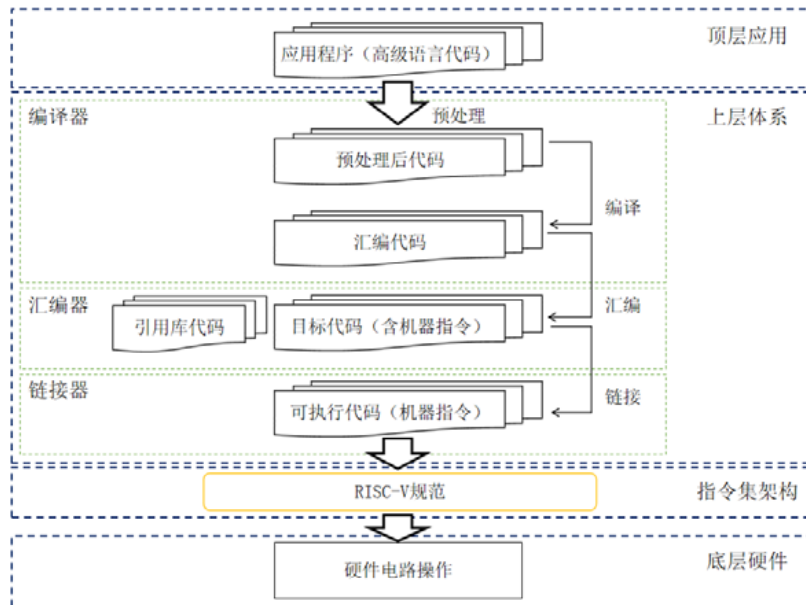 应用程序（高级语言代码）
顶层应用
编译器
预处理
上层体系
预处理后代码
编译
汇编代码
汇编器
引用库代码
目标代码（含机器指令）
汇编
链接器
可执行代码（机器指令）
链接
RISC-V规范
指令集架构
硬件电路操作
底层硬件